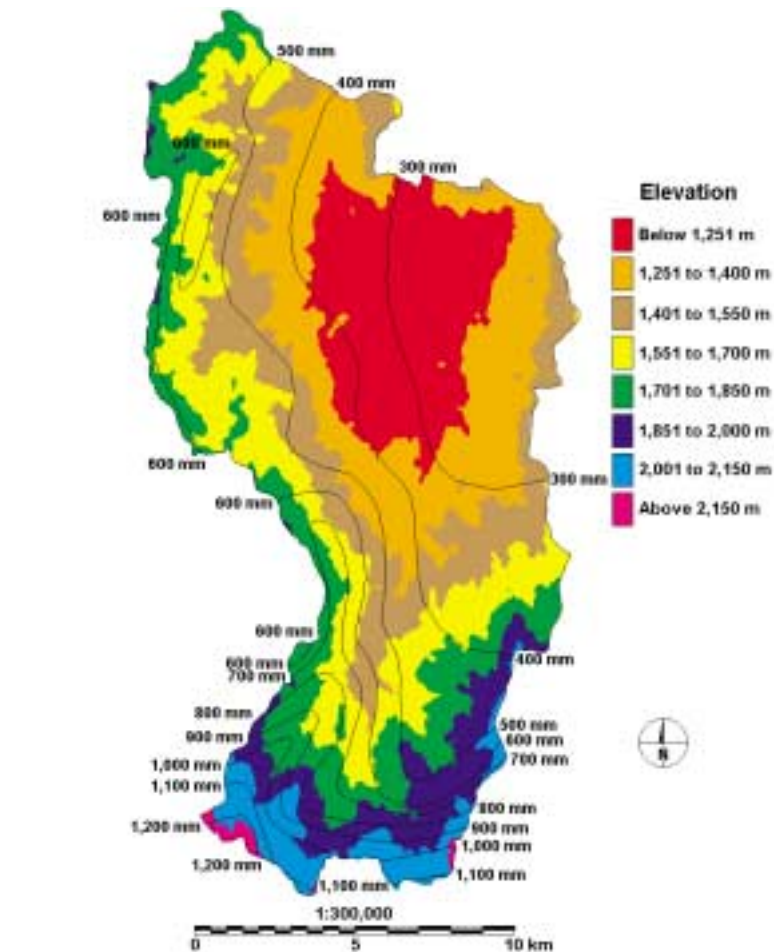 500 mm
400 mm
600 mm
300 mm
600 mm
Elevation
Below 1,251 m
1,251 to 1,400 m
1,401 to 1,550 m
1,551 to 1,700 m
1,701 to 1,850 m
1,851 to 2,000 m
2,001 to 2,150 m
Above 2,150 m
600 mm
300 mm
600 mm
600 mm
600 mm
700 mm
400 mm
800 mm
900 mm
500 mm
600 mm
700 mm
N
1,000 mm
1,100 mm
1,200 mm
1,200 mm
800 mm
900 mm
1,000 mm
1,100 mm
1,100 mm
1:300,000
0 5 10 km